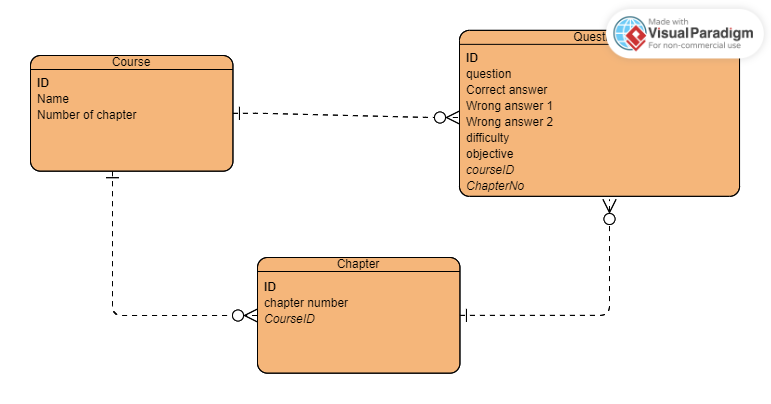 Course
ID
Name
Number of chapter
ID
question
Correct answer
Wrong answer 1
Wrong answer 2
difficulty
objective
courseID
ChapterNo
Chapter
ID
chapter number
CourseID
Made with
Visual Paradigm
For non-commercial use